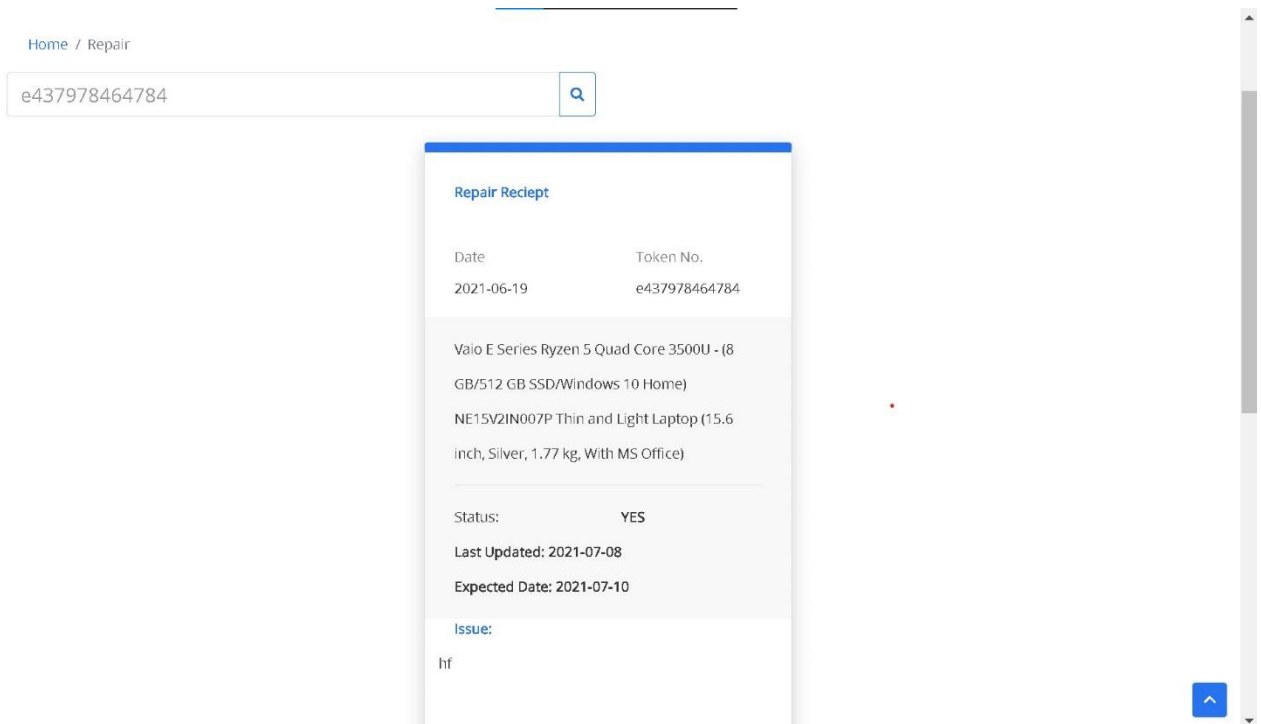 Home / Repair
e437978464784
Repair Reciept
Date Token No.
2021-06-19 e437978464784
Vaio E Series Ryzen 5 Quad Core 3500U - (8
GB/512 GB SSD/Windows 10 Home)
NE15V2IN007P Thin and Light Laptop (15.6
inch, Silver, 1.77 kg, With MS Office)
Status: YES
Last Updated: 2021-07-08
Expected Date: 2021-07-10
Issue:
hf